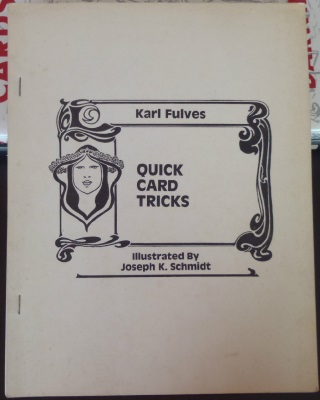 Karl Fulves
QUICK
CARD
TRICKS
Illustrated By
Joseph K. Schmidt